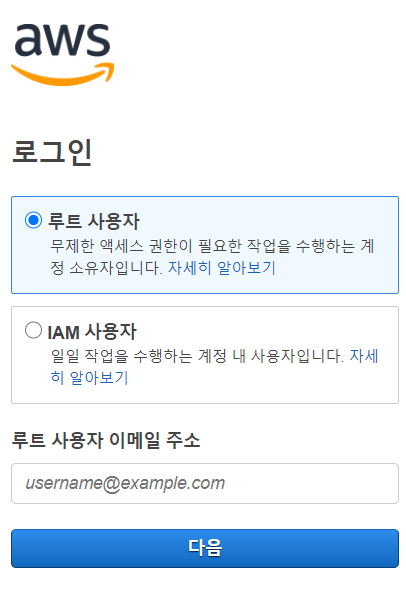 aws
로그인
루트 사용자
무제한 액세스 권한이 필요한 작업을 수행하는 계
정 소유자입니다. 자세히 알아보기
IAM 사용자
일일 작업을 수행하는 계정 내 사용자입니다. 자세
히 알아보기
루트 사용자 이메일 주소
username@example.com
다음